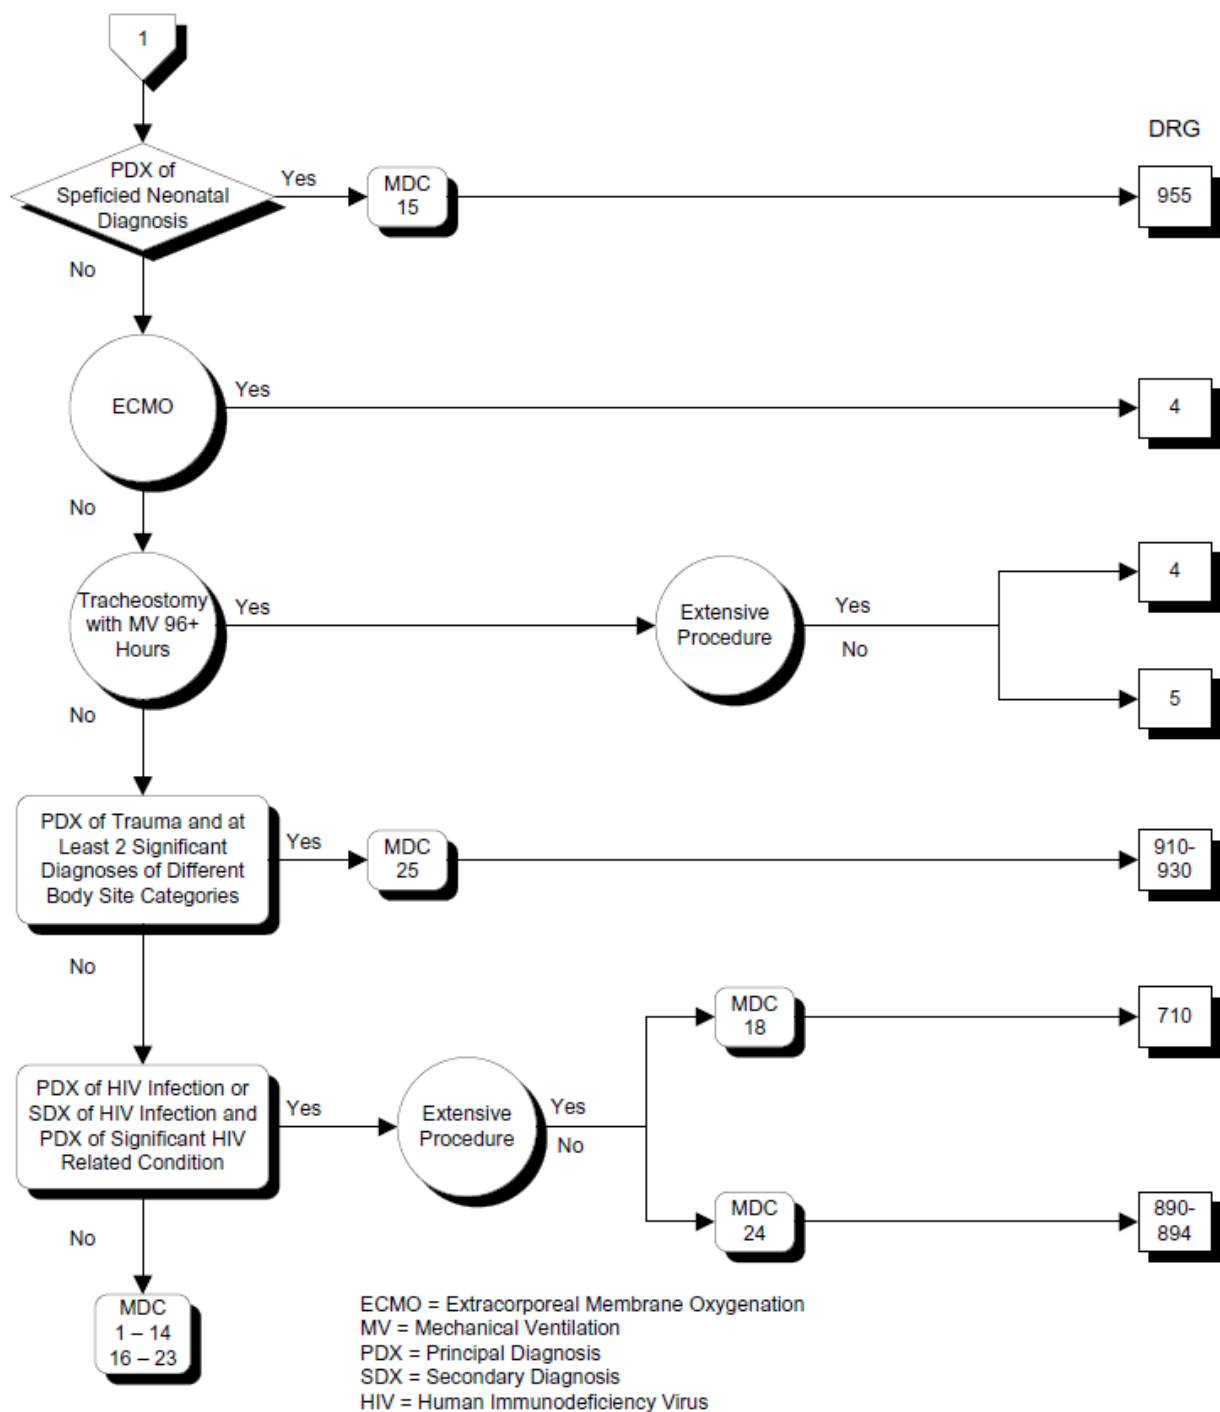 1
DRG
PDX of
Speficied Neonatal
Diagnosis
Yes
MDC
15
955
No
ECMO
Yes
4
No
Tracheostomy
with MV 96+
Hours
Yes
Extensive
Procedure
Yes
No
4
5
No
PDX of Trauma and at
Least 2 Significant
Diagnoses of Different
Body Site Categories
Yes
MDC
25
910-
930
No
PDX of HIV Infection or
SDX of HIV Infection and
PDX of Significant HIV
Related Condition
Yes
Extensive
Procedure
Yes
No
MDC
18
710
MDC
24
890-
894
No
MDC
1 – 14
16 – 23
ECMO = Extracorporeal Membrane Oxygenation
MV = Mechanical Ventilation
PDX = Principal Diagnosis
SDX = Secondary Diagnosis
HIV = Human Immunodeficiency Virus